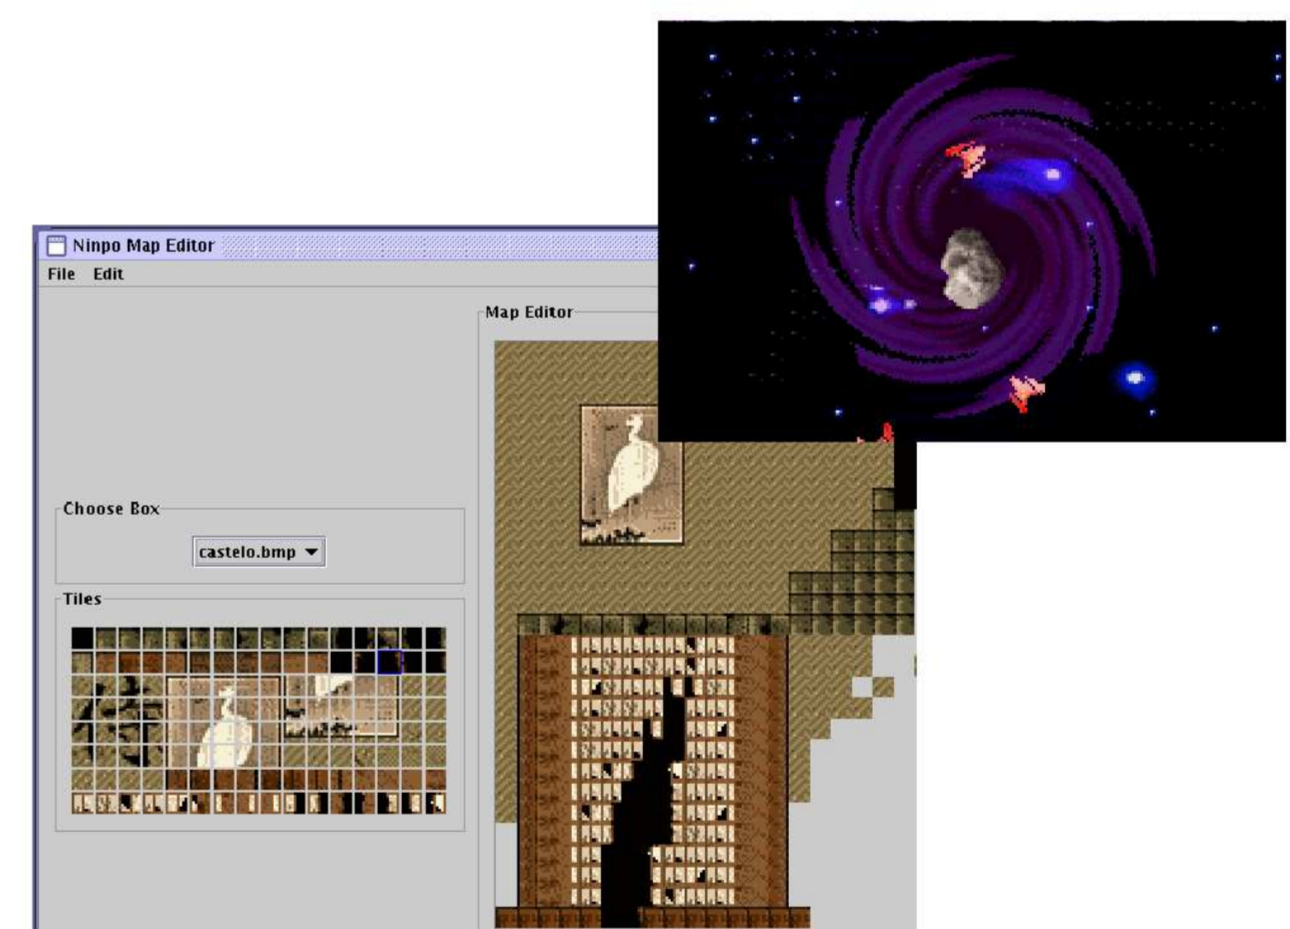 Ninpo Map Editor
File Edit
Map Editor
Choose Box
castelo.bmp
Tiles